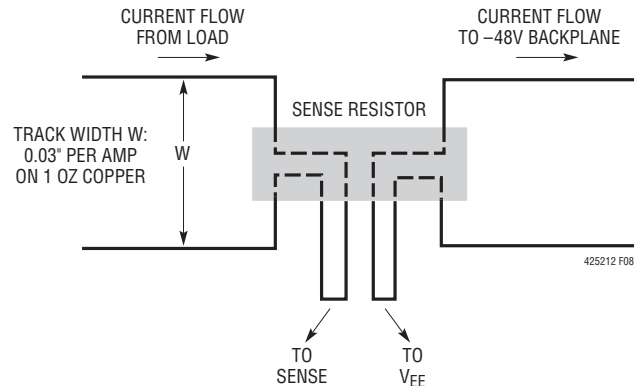 CURRENT FLOW
FROM LOAD
CURRENT FLOW
TO –48V BACKPLANE
SENSE RESISTOR
TRACK WIDTH W:
0.03" PER AMP
ON 1 OZ COPPER
W
425212 F08
TO
SENSE
TO
VEE